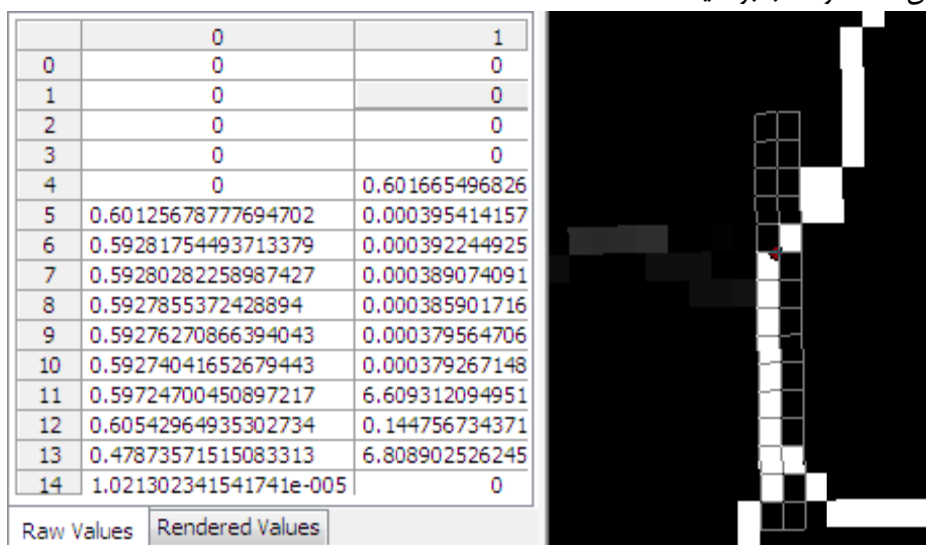 0 1
0 0 0
1 0 0
2 0 0
3 0 0
4 0 0.601665496826
5 0.60125678777694702 0.000395414157
6 0.59281754493713379 0.000392244925
7 0.59280282258987427 0.000389074091
8 0.5927855372428894 0.000385901716
9 0.59276270866394043 0.000379564706
10 0.59274041652679443 0.000379267148
11 0.59724700450897217 6.609312094951
12 0.60542964935302734 0.144756734371
13 0.47873571515083313 6.808902526245
14 1.0213023415417​41e-005 0
Raw Values Rendered Values